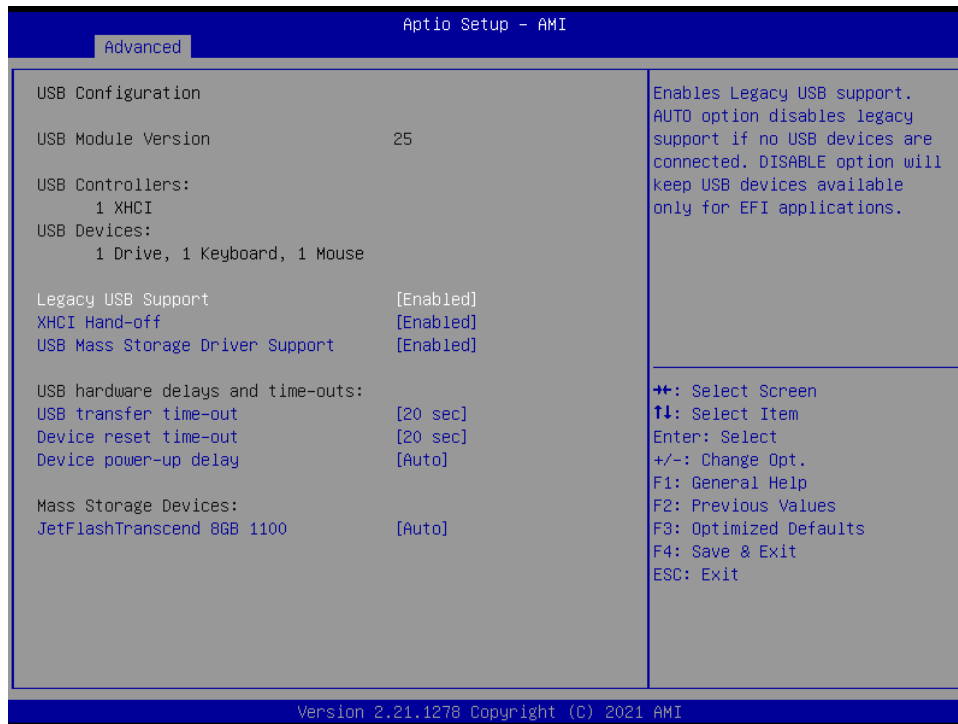 Aptio Setup – AMI
Advanced
USB Configuration
USB Module Version 25
USB Controllers:
1 XHCI
USB Devices:
1 Drive, 1 Keyboard, 1 Mouse
Legacy USB Support [Enabled]
XHCI Hand-off [Enabled]
USB Mass Storage Driver Support [Enabled]
USB hardware delays and time-outs:
USB transfer time-out [20 sec]
Device reset time-out [20 sec]
Device power-up delay [Auto]
Mass Storage Devices:
JetFlashTranscend 8GB 1100 [Auto]
Enables Legacy USB support.
AUTO option disables legacy
support if no USB devices are
connected. DISABLE option will
keep USB devices available
only for EFI applications.
→←: Select Screen
↑↓: Select Item
Enter: Select
+/-: Change Opt.
F1: General Help
F2: Previous Values
F3: Optimized Defaults
F4: Save & Exit
ESC: Exit
Version 2.21.1278 Copyright (C) 2021 AMI